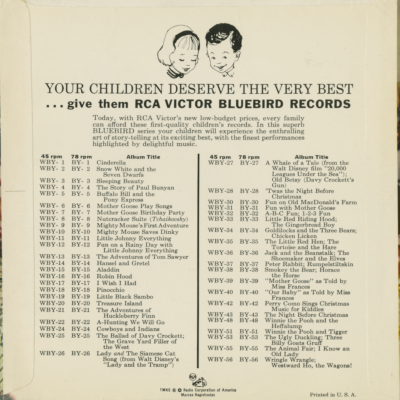 YOUR CHILDREN DESERVE THE VERY BEST
...give them RCA VICTOR BLUEBIRD RECORDS
Today, with RCA Victor's new low-budget prices, every family
can afford these first-quality children's records. In this superb
BLUEBIRD series your children will experience the enthralling
art of story-telling at its exciting best, with the finest performances
highlighted by delightful music.
45 rpm 78 rpm Album Title
WBY- 1 BY- 1 Cinderella
WBY- 2 BY- 2 Snow White and the
Seven Dwarfs
WBY- 3 BY- 3 Sleeping Beauty
WBY- 4 BY- 4 The Story of Paul Bunyan
WBY- 5 BY- 5 Buffalo Bill and the
Pony Express
WBY- 6 BY- 6 Mother Goose Play Songs
WBY- 7 BY- 7 Mother Goose Birthday Party
WBY- 8 BY- 8 Nutcracker Suite (Tchaikovsky)
WBY- 9 BY- 9 Mighty Mouse's First Adventure
WBY-10 BY-10 Mighty Mouse Saves Dinky
WBY-11 BY-11 Little Johnny Everything
WBY-12 BY-12 Fun on a Rainy Day with
Little Johnny Everything
WBY-13 BY-13 The Adventures of Tom Sawyer
WBY-14 BY-14 Hansel and Gretel
WBY-15 BY-15 Aladdin
WBY-16 BY-16 Robin Hood
WBY-17 BY-17 I Wish I Had
WBY-18 BY-18 Pinocchio
WBY-19 BY-19 Little Black Sambo
WBY-20 BY-20 Treasure Island
WBY-21 BY-21 The Adventures of
Huckleberry Finn
WBY-22 BY-22 A-Hunting We Will Go
WBY-24 BY-24 Cowboys and Indians
WBY-25 BY-25 The Ballad of Davy Crockett;
The Grave Yard Filler of
the West
WBY-26 BY-26 Lady and The Siamese Cat
Song (from Walt Disney's
"Lady and the Tramp")
45 rpm 78 rpm Album Title
WBY-27 BY-27 A Whale of a Tale (from the
Walt Disney film "20,000
Leagues Under the Sea");
Old Betsy (Davy Crockett's
Gun)
WBY-28 BY-28 'Twas the Night Before
Christmas
WBY-30 BY-30 Fun on Old MacDonald's Farm
WBY-31 BY-31 Fun with Mother Goose
WBY-32 BY-32 A-B-C Fun; 1-2-3 Fun
WBY-33 BY-33 Little Red Riding Hood;
The Gingerbread Boy
WBY-34 BY-34 Goldilocks and the Three Bears;
Chicken Licken
WBY-35 BY-35 The Little Red Hen; The
Tortoise and the Hare
WBY-36 BY-36 Jack and the Beanstalk; The
Shoemaker and the Elves
WBY-37 BY-37 Peter Rabbit; Rumpelstiltskin
WBY-38 BY-38 Smokey the Bear; Horace
the Horse
WBY-39 BY-39 "Mother Goose" as Told by
Miss Frances
WBY-40 BY-40 "Our Baby" as Told by Miss
Frances
WBY-42 BY-42 Perry Como Sings Christmas
Music for Kiddies
WBY-43 BY-42 The Night Before Christmas
WBY-48 BY-48 Winnie the Pooh and the
Heffalump
WBY-51 BY-51 Winnie the Pooh and Tigger
WBY-53 BY-53 The Ugly Duckling; Three
Billy Goats Gruff
WBY-55 BY-55 The Animal Fair; I Know an
Old Lady
WBY-56 BY-56 Wringle Wrangle;
Westward Ho, the Wagons!
TMKS ® © Radio Corporation of America
Marcas Registradas
Printed in U. S. A.